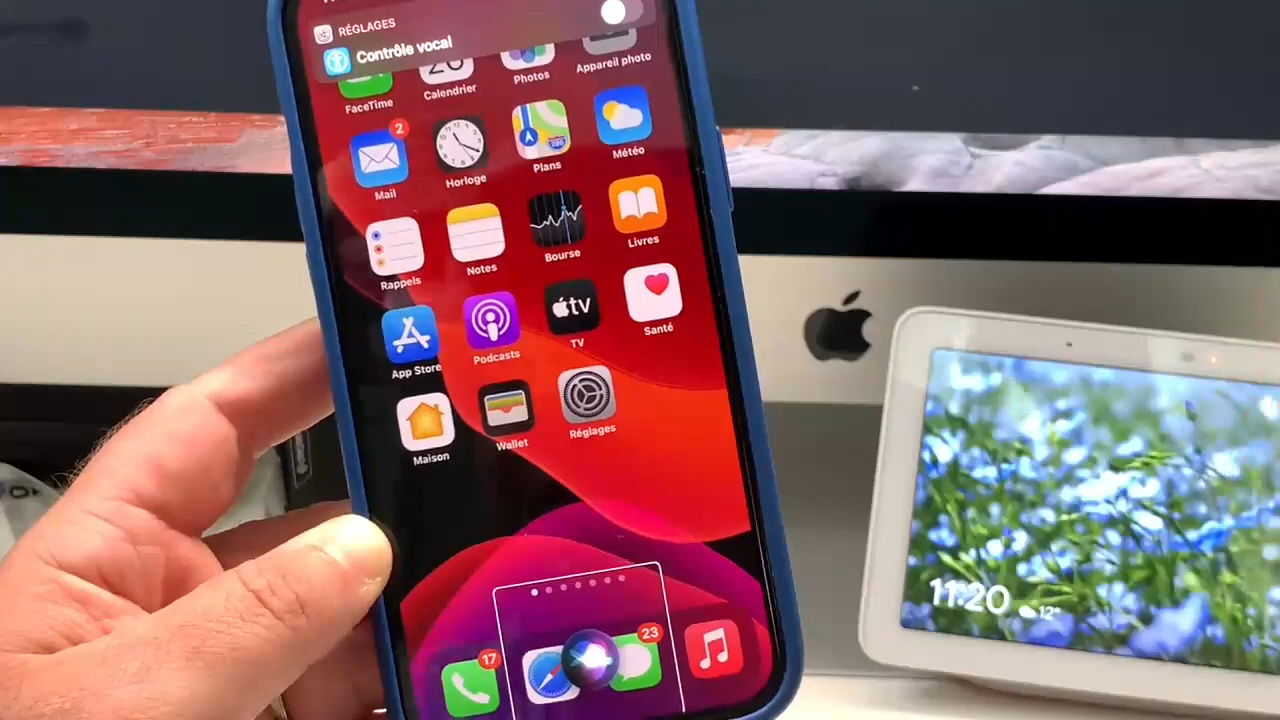 RÉGLAGES
Contrôle vocal
FaceTime
Calendrier
Photos
Appareil photo
2
Mail
Horloge
Plans
Météo
Rappels
Notes
Bourse
Livres
App Store
Podcasts
tv
TV
Santé
Maison
Wallet
Réglages
17
23
11:20
12°